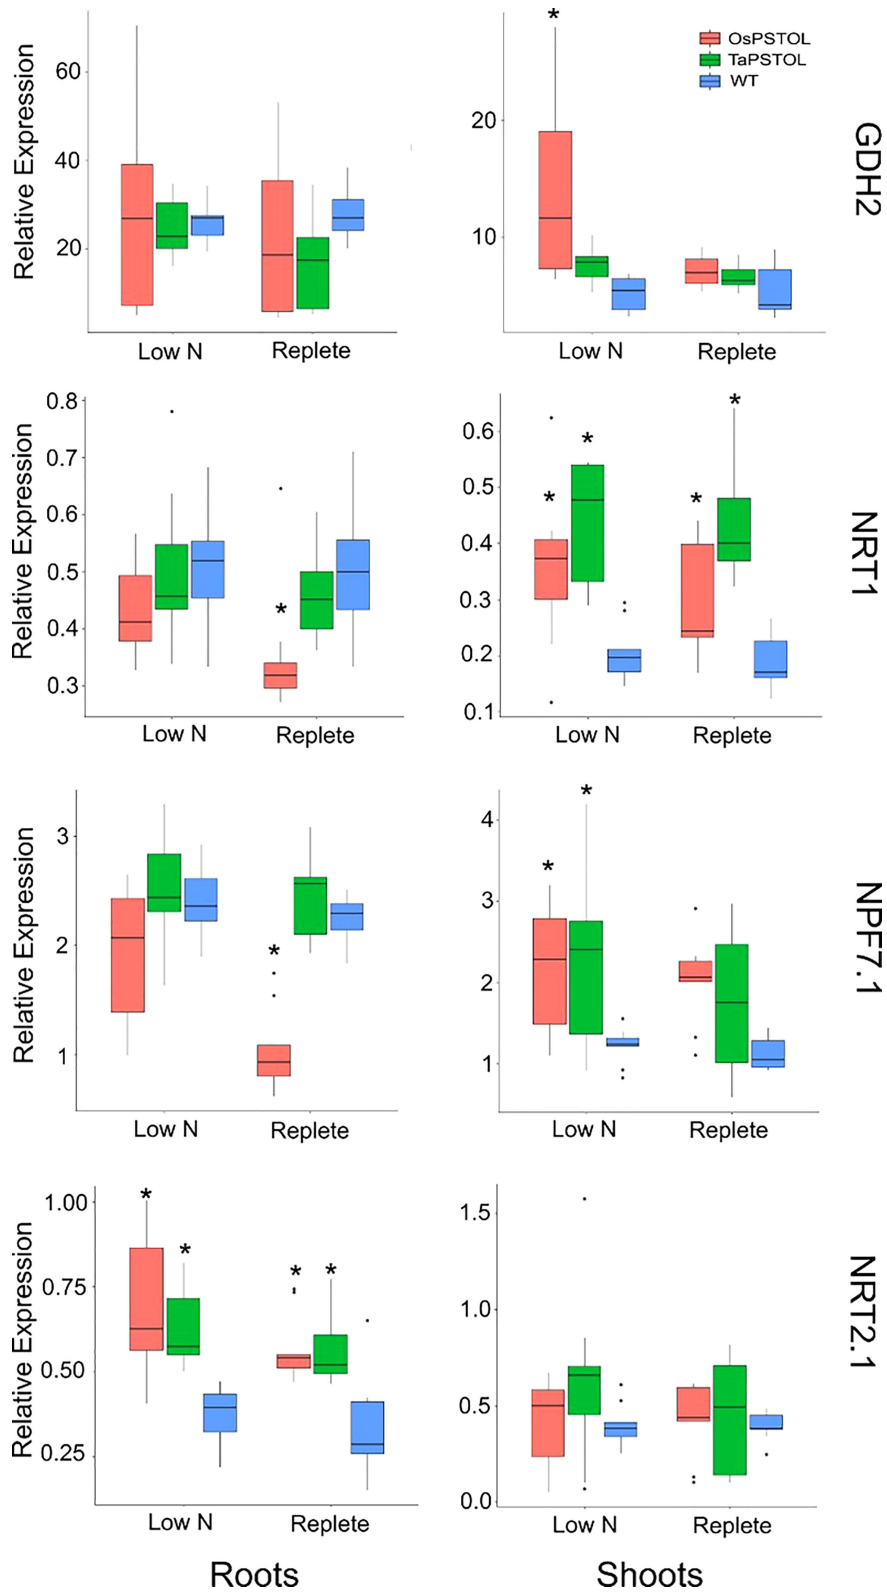 Relative Expression
60
40
20
Low N
Replete
*
20
10
OsPSTOL
TaPSTOL
WT
Low N
Replete
GDH2
Relative Expression
0.8
0.7
0.6
0.5
0.4
0.3
*
Low N
Replete
0.6
0.5
0.4
0.3
0.2
0.1
*
*
*
*
Low N
Replete
NRT1
Relative Expression
3
2
1
*
Low N
Replete
4
3
2
1
*
*
Low N
Replete
NPF7.1
Relative Expression
1.00
0.75
0.50
0.25
*
*
*
*
Low N
Replete
1.5
1.0
0.5
0.0
Low N
Replete
NRT2.1
Roots
Shoots